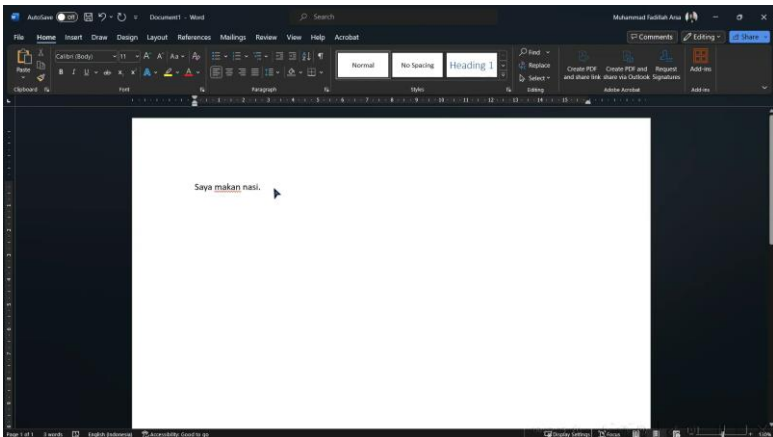 AutoSave Off Document1 - Word Search Muhammad Fadillah Arsa
File Home Insert Draw Design Layout References Mailings Review View Help Acrobat Comments Editing Share
Paste
Calibri (Body) 11
Clipboard Font Paragraph Styles Editing Adobe Acrobat Add-ins
Normal No Spacing Heading 1
Find
Replace
Select
Create PDF and share link
Create PDF and share via Outlook
Request Signatures
Add-ins
Saya makan nasi.
Page 1 of 1 3 words English (Indonesia) Accessibility: Good to go Display Settings Focus